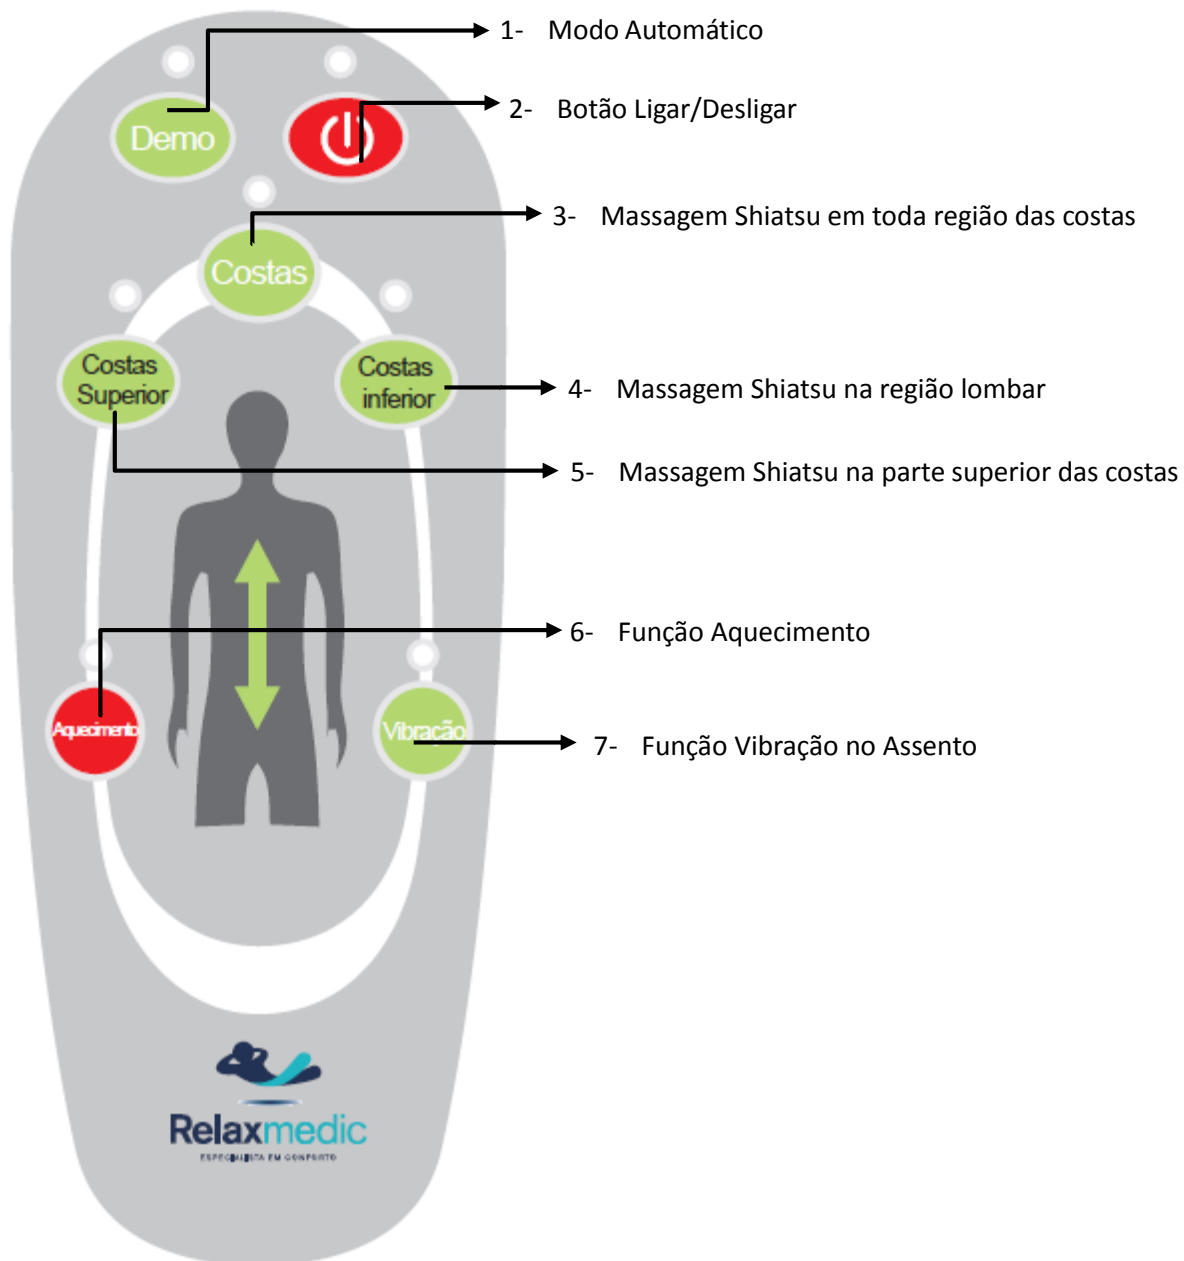 1- Modo Automático
Demo
2- Botão Ligar/Desligar
3- Massagem Shiatsu em toda região das costas
Costas
Costas
Superior
Costas
inferior
4- Massagem Shiatsu na região lombar
5- Massagem Shiatsu na parte superior das costas
6- Função Aquecimento
Aquecimento
Vibração
7- Função Vibração no Assento
Relaxmedic
ESPECIALISTA EM CONFORTO